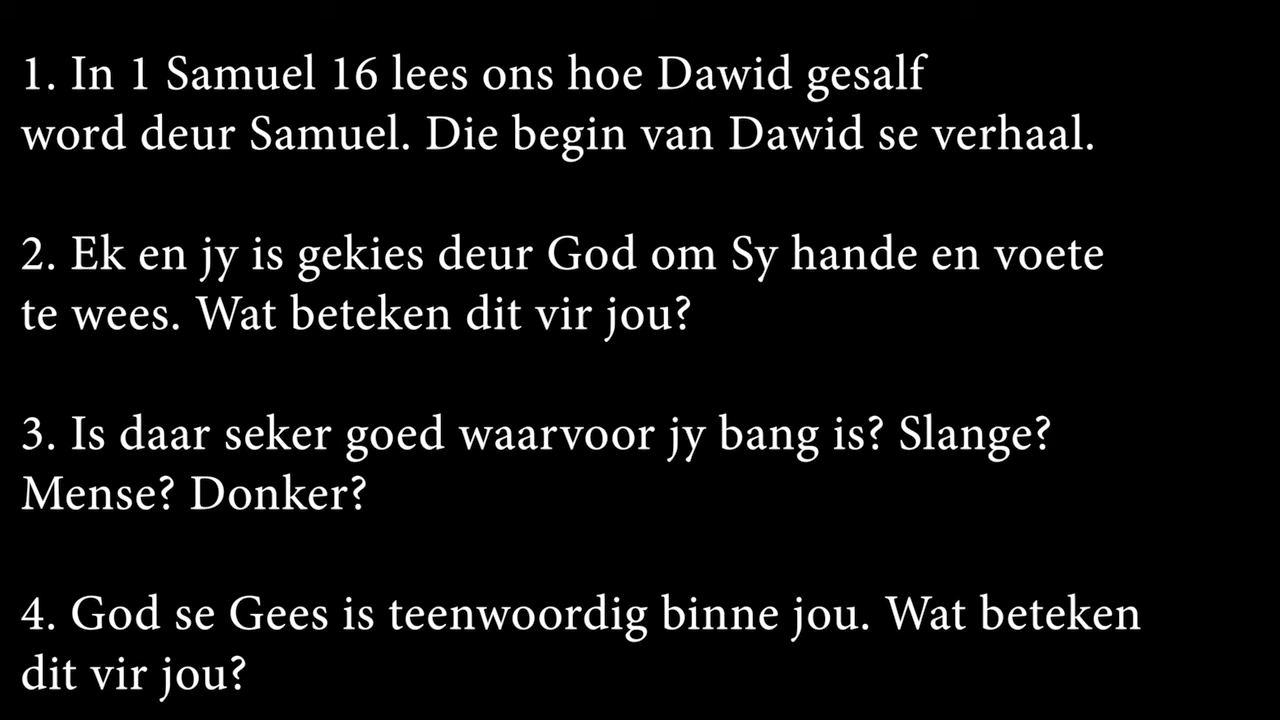 1. In 1 Samuel 16 lees ons hoe Dawid gesalf
word deur Samuel. Die begin van Dawid se verhaal.
2. Ek en jy is gekies deur God om Sy hande en voete
te wees. Wat beteken dit vir jou?
3. Is daar seker goed waarvoor jy bang is? Slange?
Mense? Donker?
4. God se Gees is teenwoordig binne jou. Wat beteken
dit vir jou?